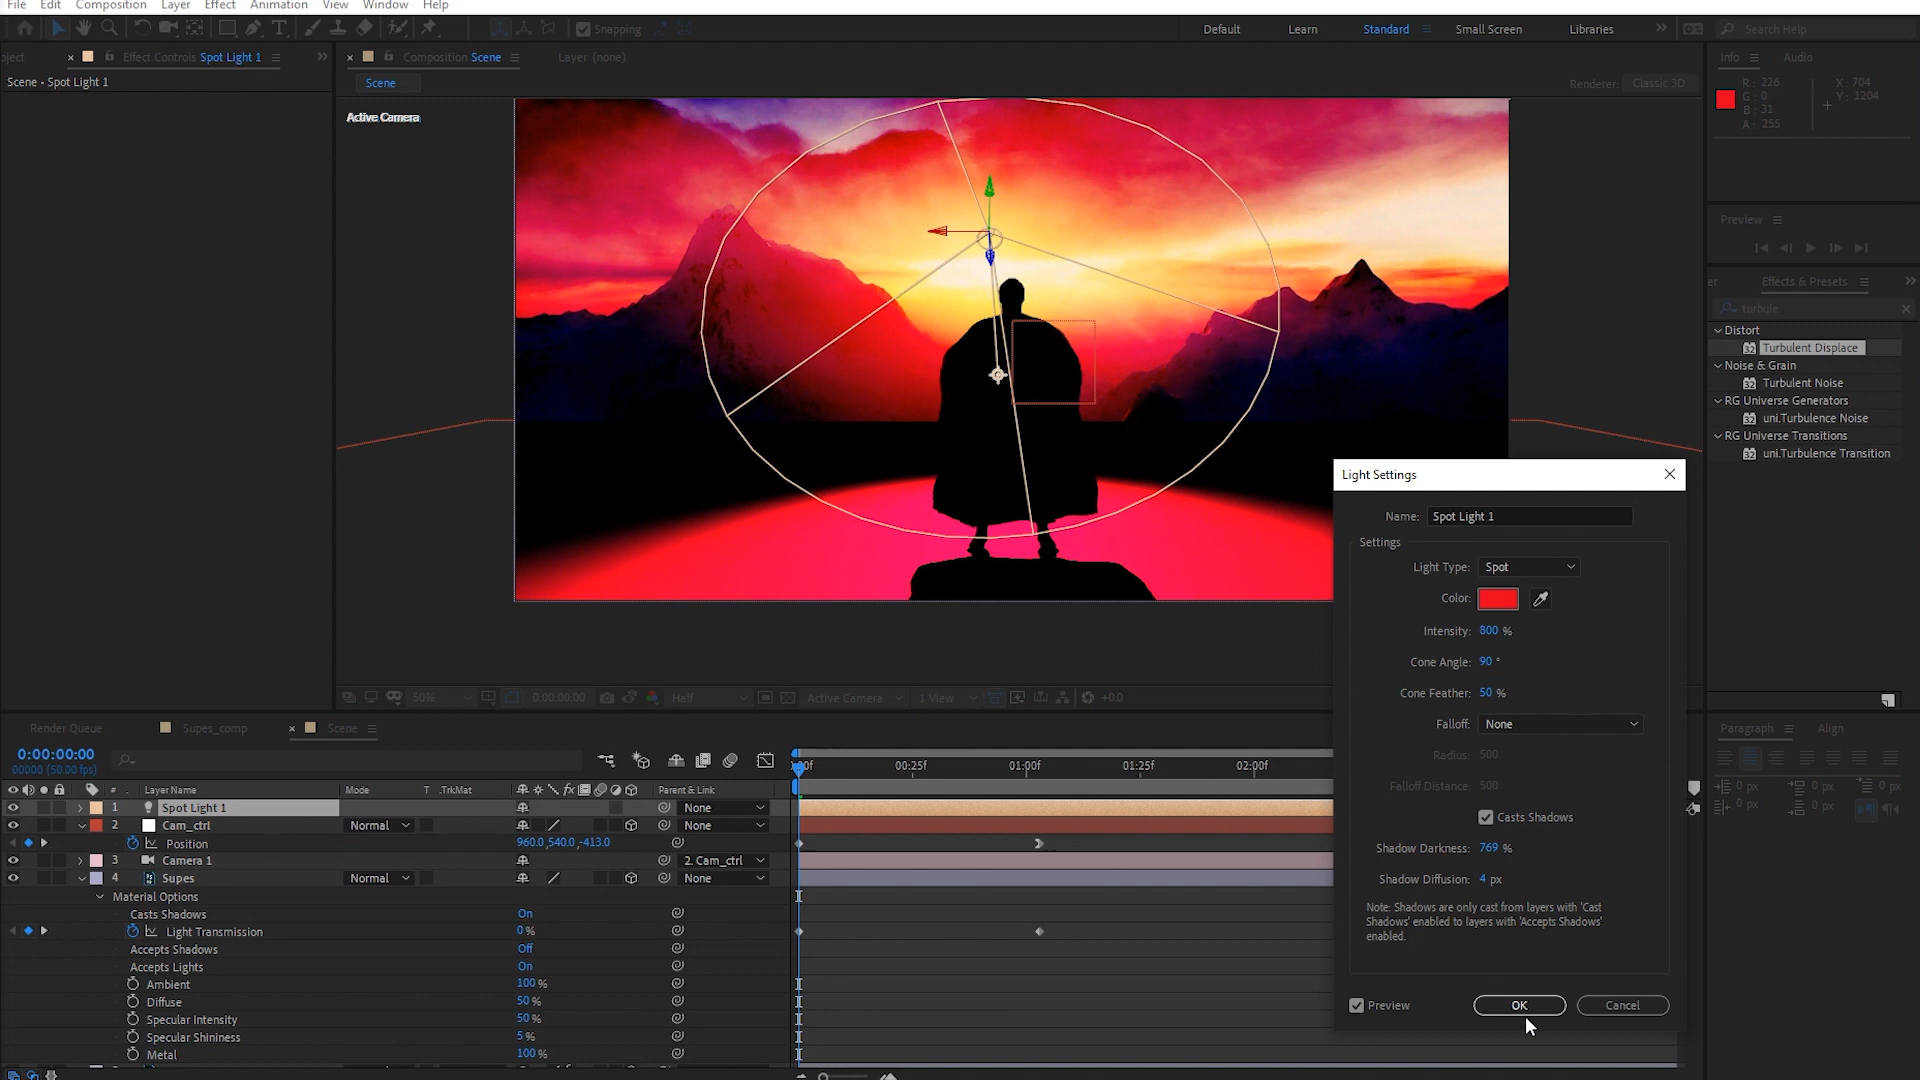 File Edit Composition Layer Effect Animation View Window Help
Snapping
Default Learn Standard Small Screen Libraries
Search Help
oject Effect Controls Spot Light 1
Composition Scene Layer (none)
Info Audio
Scene • Spot Light 1
Scene
Renderer: Classic 3D
R: 226
G: 0
B: 31
A: 255
X: 704
Y: 1204
Active Camera
Preview
Effects & Presets
turbule
Distort
Turbulent Displace
Noise & Grain
Turbulent Noise
RG Universe Generators
uni.Turbulence Noise
RG Universe Transitions
uni.Turbulence Transition
Light Settings
Name: Spot Light 1
Settings
Light Type: Spot
Color:
Intensity: 800 %
Cone Angle: 90 °
Cone Feather: 50 %
Falloff: None
Radius: 500
Falloff Distance: 500
Casts Shadows
Shadow Darkness: 769 %
Shadow Diffusion: 4 px
Note: Shadows are only cast from layers with 'Cast
Shadows' enabled to layers with 'Accepts Shadows'
enabled.
Preview OK Cancel
50% 0:00:00:00 Half Active Camera 1 View +0.0
Render Queue Supes_comp Scene
Paragraph Align
0 px 0 px 0 px
0 px 0 px
0:00:00:00
00000 (50.00 fps)
00:25f 01:00f 01:25f 02:00f
# Layer Name Mode T .TrkMat Parent & Link
1 Spot Light 1 None
2 Cam_ctrl Normal None
Position 960.0,540.0,-413.0
3 Camera 1 2. Cam_ctrl
4 Supes Normal None
Material Options
Casts Shadows On
Light Transmission 0 %
Accepts Shadows Off
Accepts Lights On
Ambient 100 %
Diffuse 50 %
Specular Intensity 50 %
Specular Shininess 5 %
Metal 100 %